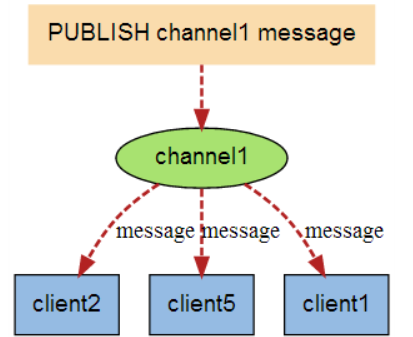 PUBLISH channel1 message
channel1
message message message
client2 client5 client1